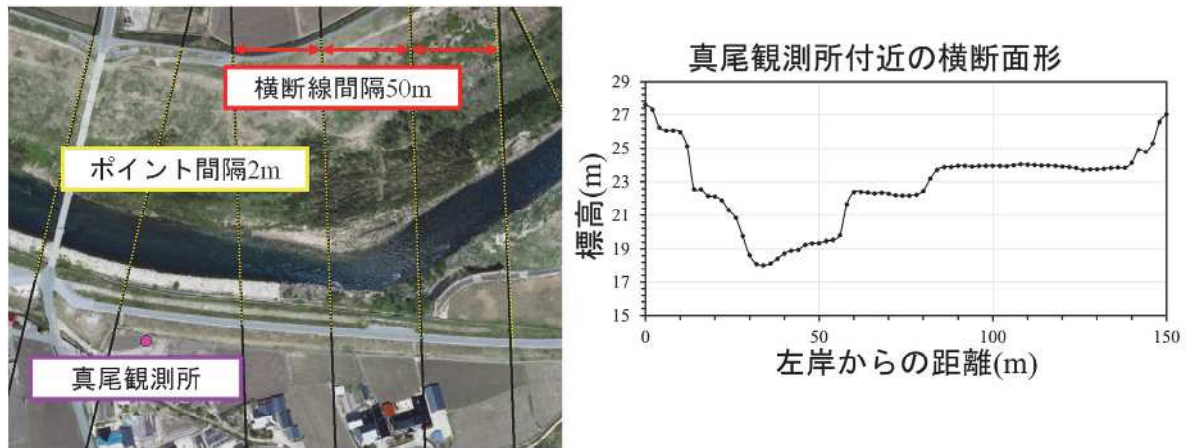 横断線間隔50m
ポイント間隔2m
真尾観測所
真尾観測所付近の横断面形
標高(m)
29
27
25
23
21
19
17
15
0
50
100
150
左岸からの距離(m)